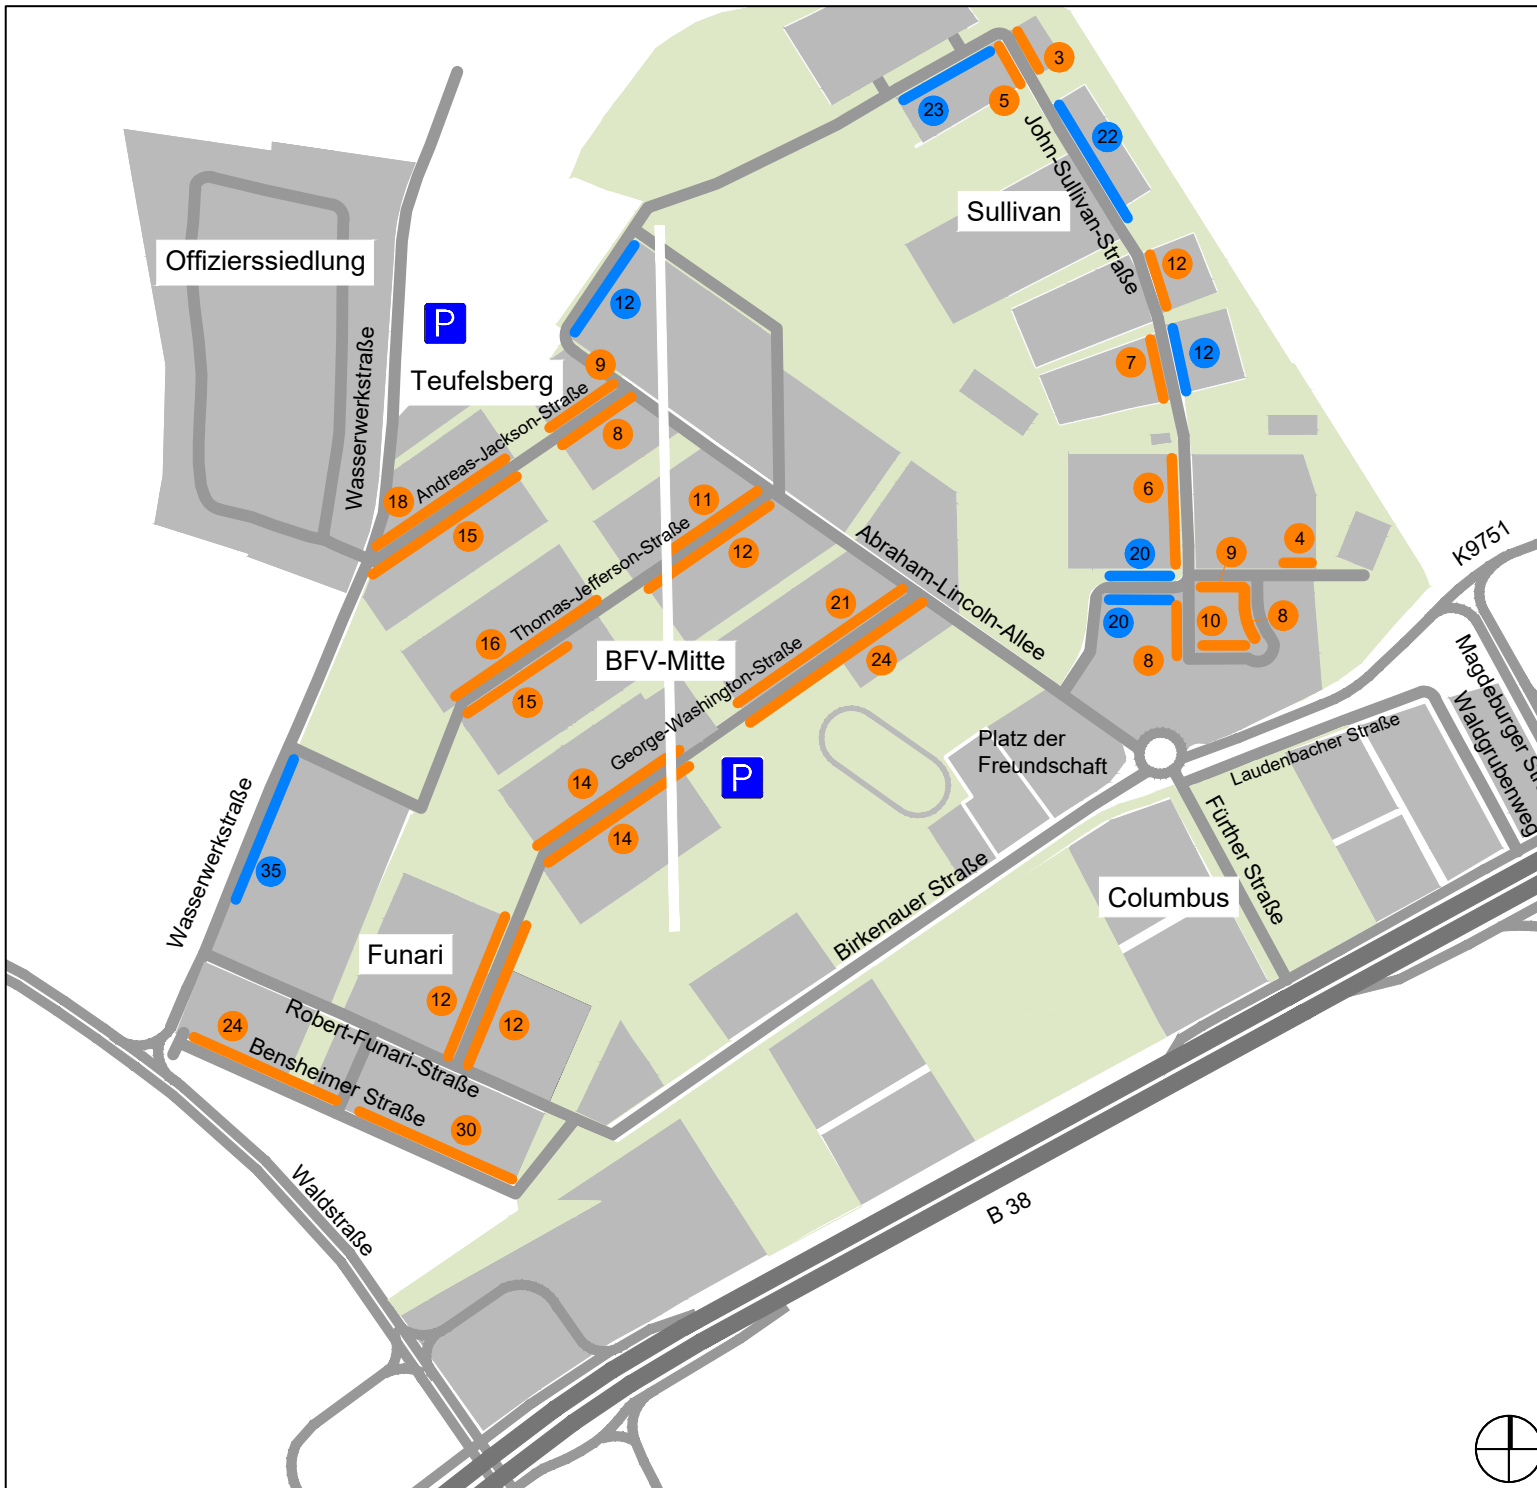 3
5
23
22
John-Sullivan-Straße
Sullivan
Offizierssiedlung
12
12
P
12
Wasserwerkstraße
9
Teufelsberg
7
Andreas-Jackson-Straße
8
18
11
6
15
Thomas-Jefferson-Straße
12
Abraham-Lincoln-Allee
20
9
4
K9751
21
10
8
20
16
BFV-Mitte
24
8
15
George-Washington-Straße
Magdeburger Str
Waldgrubenweg
Platz der
Freundschaft
P
14
Laudenbacher Straße
14
Fürther Straße
Wasserwerkstraße
35
Columbus
Birkenauer Straße
Funari
12
12
24
Robert-Funari-Straße
Bensheimer Straße
30
Waldstraße
B 38